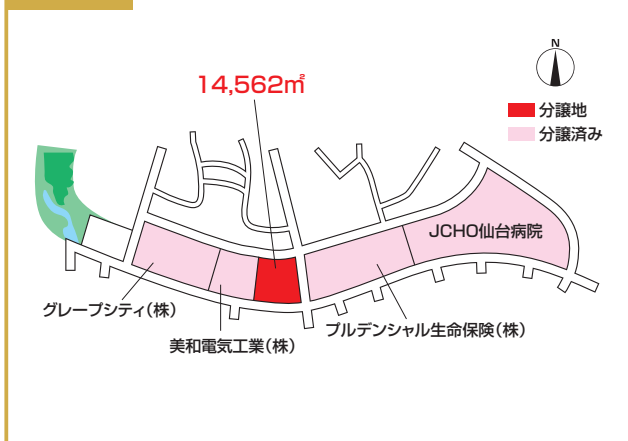 N
14,562㎡
分譲地
分譲済み
JCHO仙台病院
グレープシティ(株)
プルデンシャル生命保険(株)
美和電気工業(株)